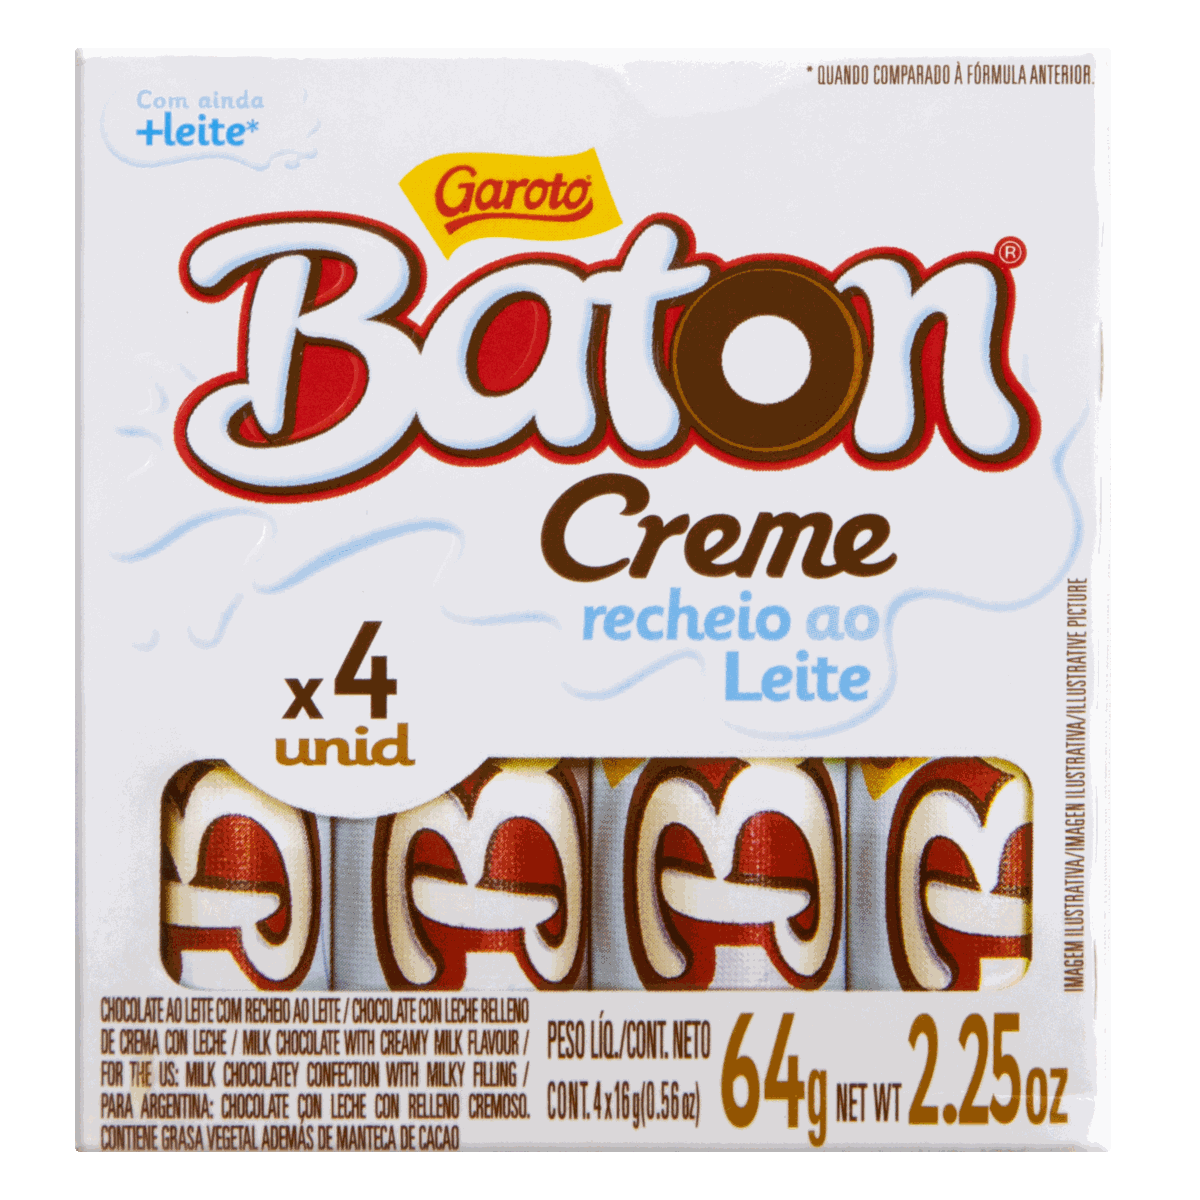 Com ainda
+leite*
* QUANDO COMPARADO À FÓRMULA ANTERIOR.
Garoto
Baton®
Creme
recheio ao
Leite
x4
unid
IMAGEM ILUSTRATIVA/IMAGEN ILUSTRATIVA/ILLUSTRATIVE PICTURE
CHOCOLATE AO LEITE COM RECHEIO AO LEITE / CHOCOLATE CON LECHE RELLENO
DE CREMA CON LECHE / MILK CHOCOLATE WITH CREAMY MILK FLAVOUR /
FOR THE US: MILK CHOCOLATEY CONFECTION WITH MILKY FILLING /
PARA ARGENTINA: CHOCOLATE CON LECHE CON RELLENO CREMOSO.
CONTIENE GRASA VEGETAL ADEMÁS DE MANTECA DE CACAO
PESO LÍQ./CONT. NETO
CONT. 4x16g(0.56 oz)
64g NET WT 2.25oz